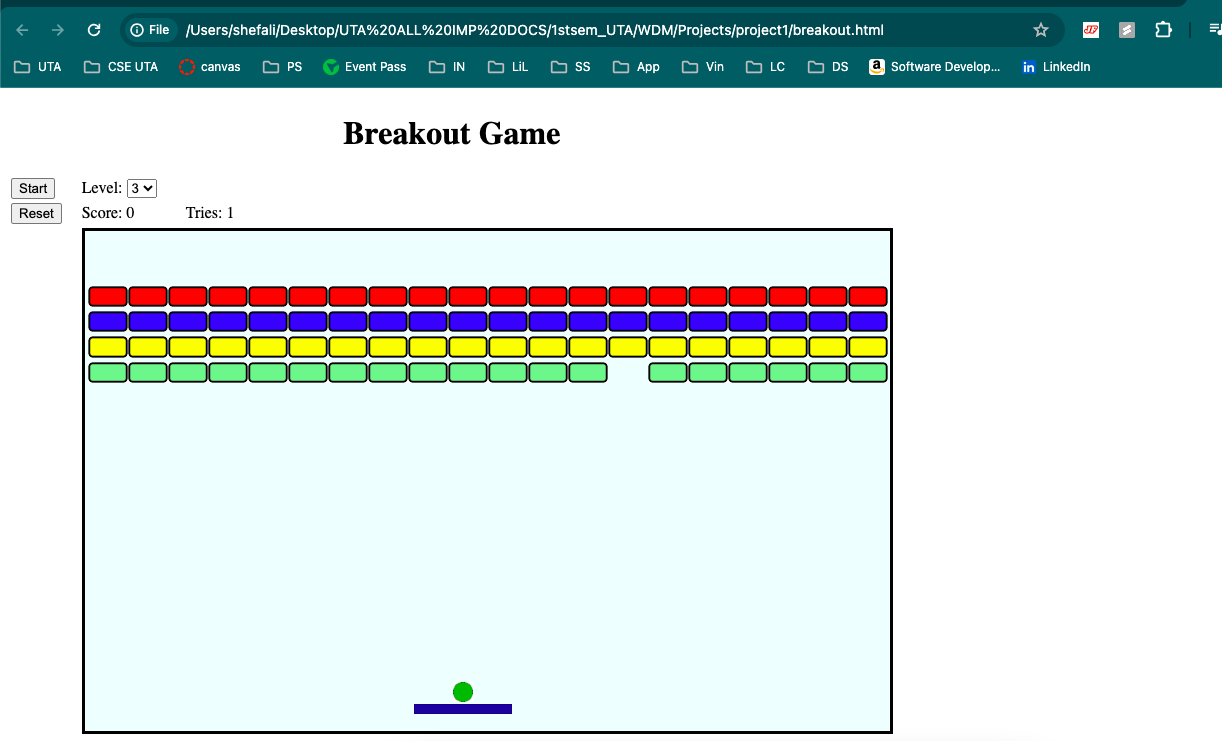 File /Users/shefali/Desktop/UTA%20ALL%20IMP%20DOCS/1stsem_UTA/WDM/Projects/project1/breakout.html
UTA CSE UTA canvas PS Event Pass IN LiL SS App Vin LC DS a Software Develop... in LinkedIn
Breakout Game
Start Level: 3
Reset Score: 0 Tries: 1